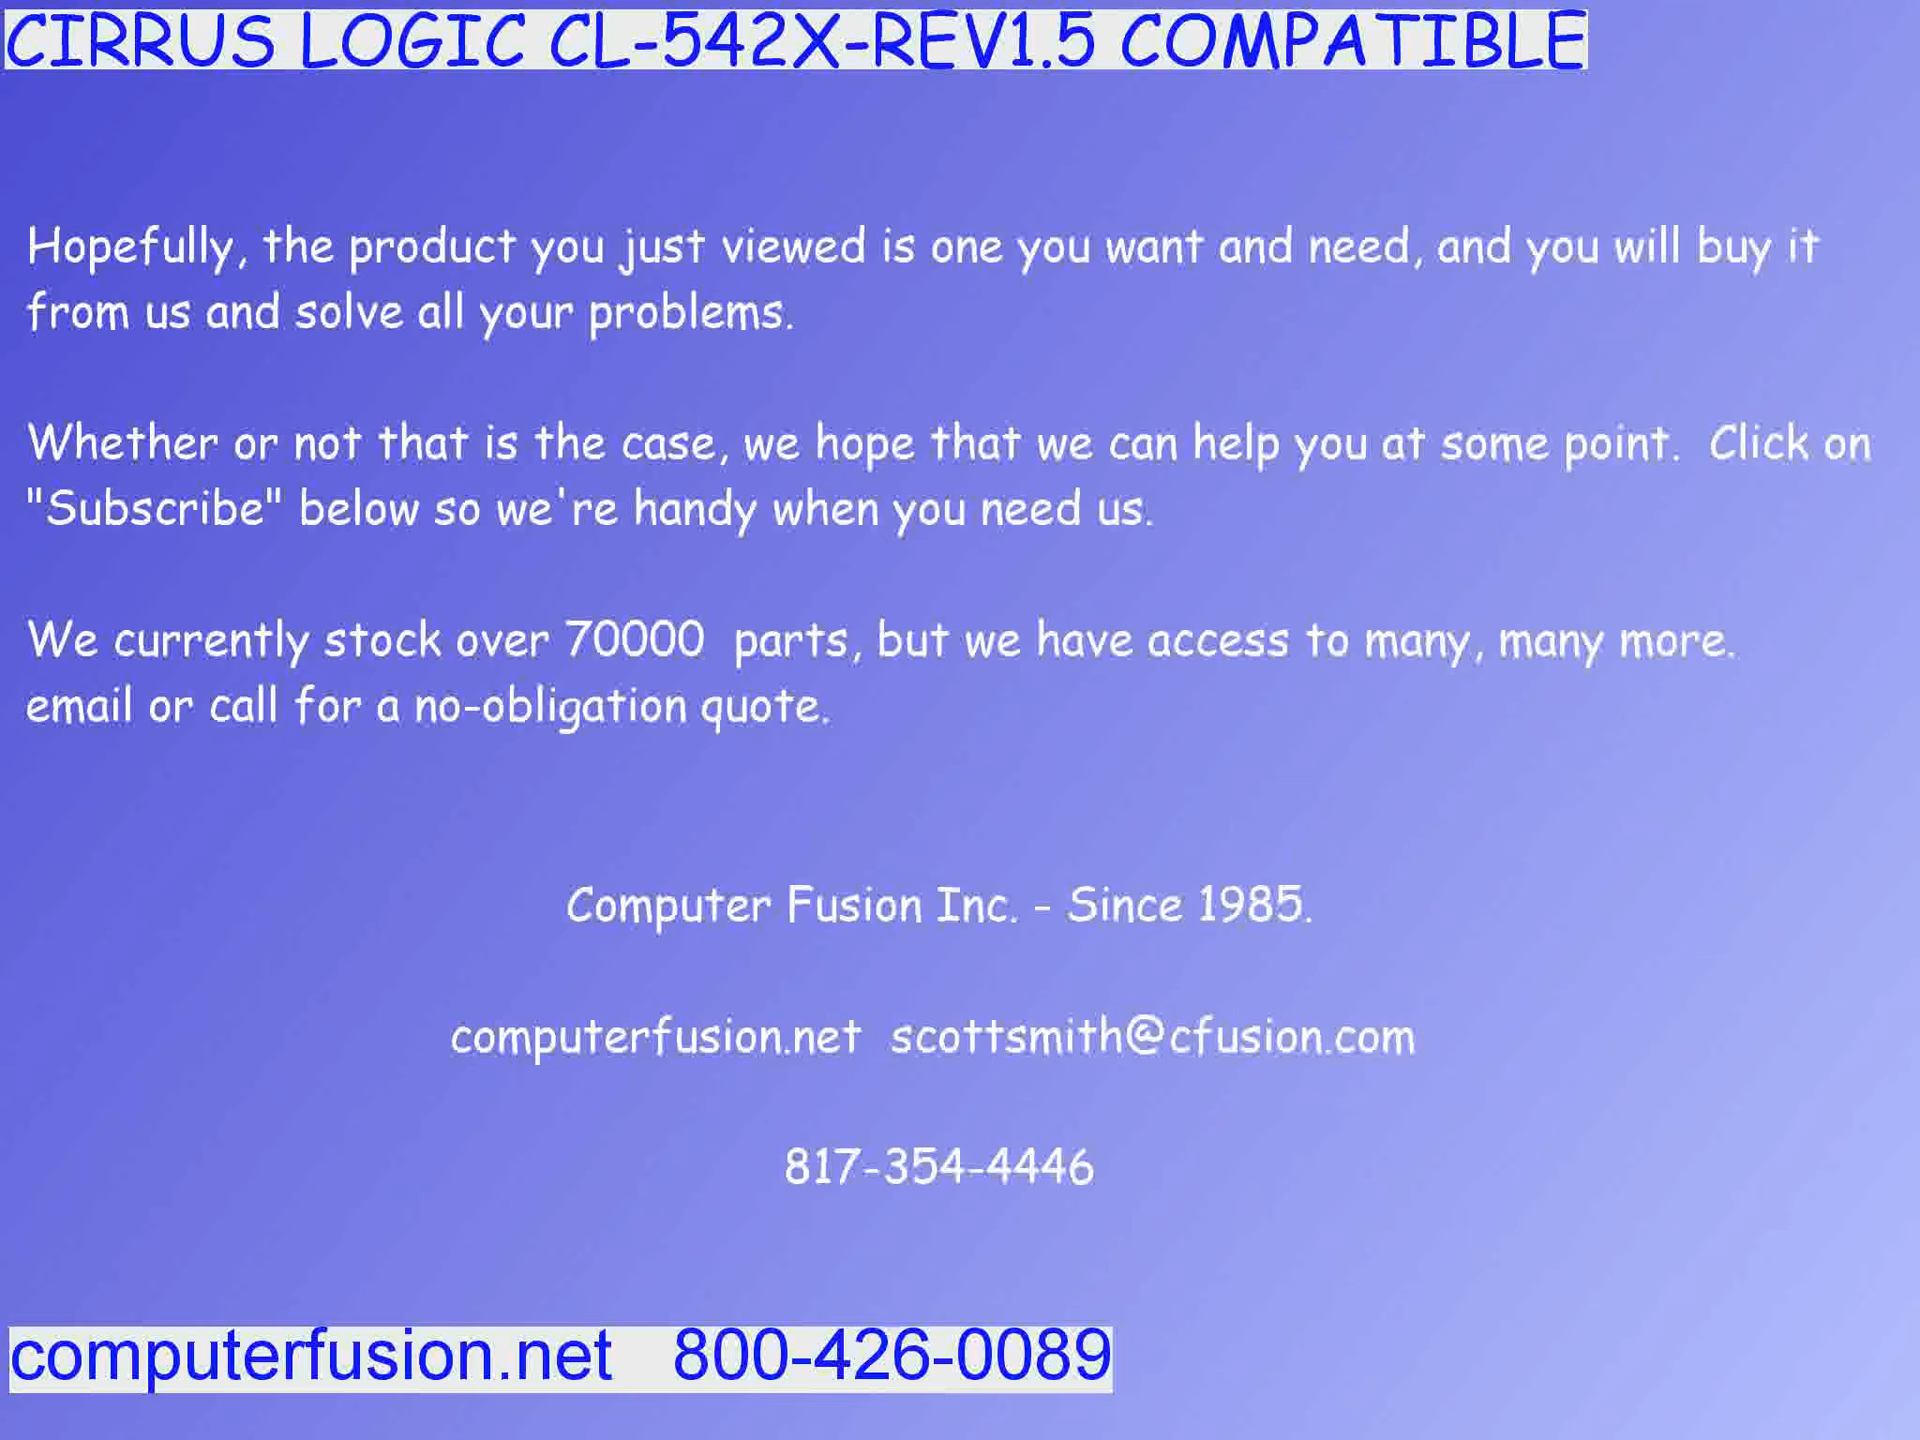 CIRRUS LOGIC CL-542X-REV1.5 COMPATIBLE
Hopefully, the product you just viewed is one you want and need, and you will buy it
from us and solve all your problems.
Whether or not that is the case, we hope that we can help you at some point.  Click on
"Subscribe" below so we're handy when you need us.
We currently stock over 70000  parts, but we have access to many, many more.
email or call for a no-obligation quote.
Computer Fusion Inc. - Since 1985.
computerfusion.net  scottsmith@cfusion.com
817-354-4446
computerfusion.net   800-426-0089